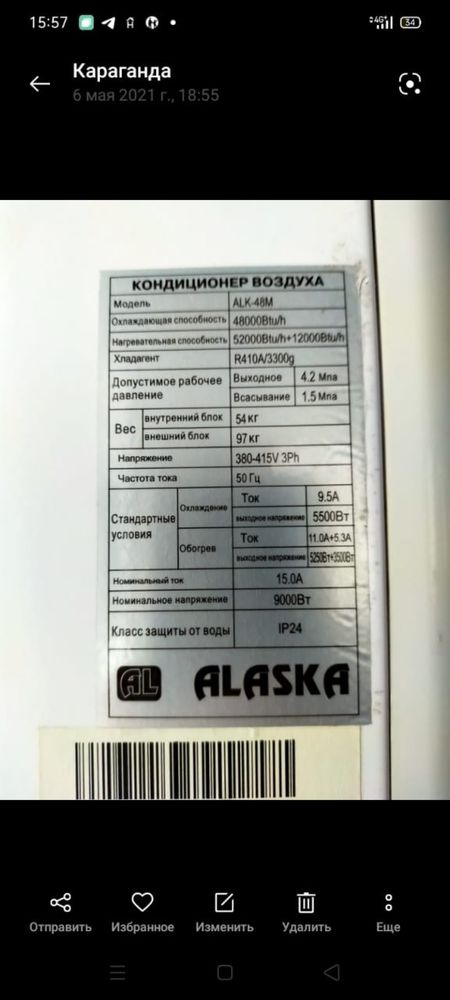 15:57
4G+
34
Караганда
6 мая 2021 г., 18:55
КОНДИЦИОНЕР ВОЗДУХА
Модель ALK-48M
Охлаждающая способность 48000Btu/h
Нагревательная способность 52000Btu/h+12000Btu/h
Хладагент R410A/3300g
Допустимое рабочее давление Выходное 4.2 Мпа
Всасывание 1.5 Мпа
Вес внутренний блок 54 кг
внешний блок 97 кг
Напряжение 380-415V 3Ph
Частота тока 50 Гц
Стандартные условия Охлаждение Ток 9.5A
выходное напряжение 5500Вт
Обогрев Ток 11.0A+5.3A
выходное напряжение 5250Вт+3500Вт
Номинальный ток 15.0A
Номинальное напряжение 9000Вт
Класс защиты от воды IP24
AL ALASKA
Отправить Избранное Изменить Удалить Еще